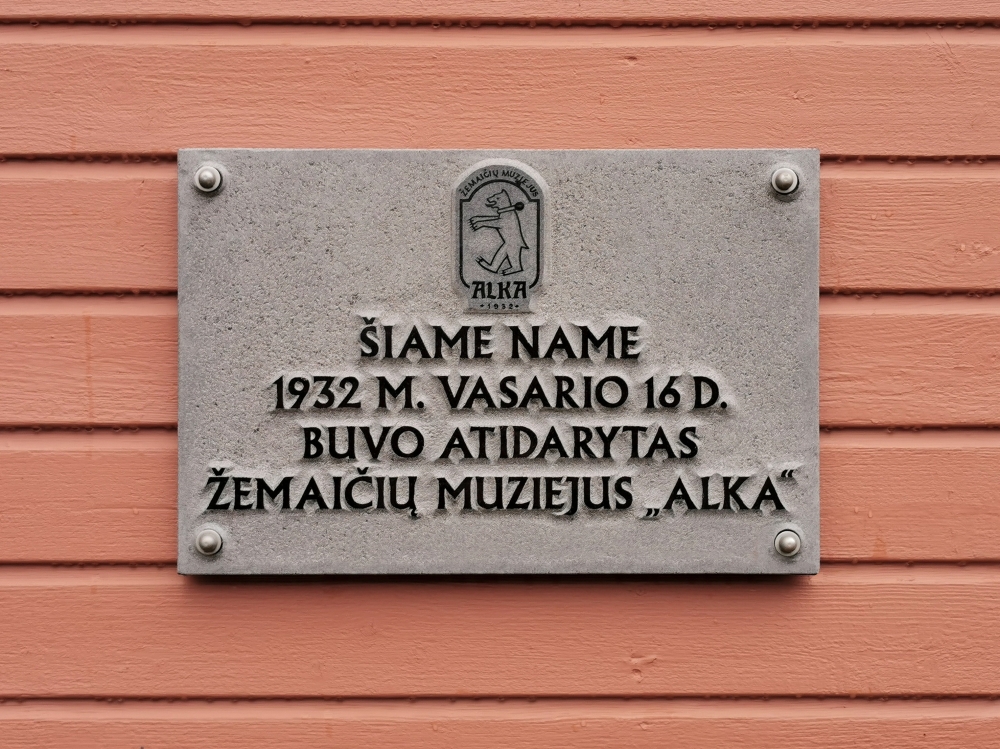 ŽEMAIČIŲ MUZIEJUS
ALKA
•1932•
ŠIAME NAME
1932 M. VASARIO 16 D.
BUVO ATIDARYTAS
ŽEMAIČIŲ MUZIEJUS „ALKA“